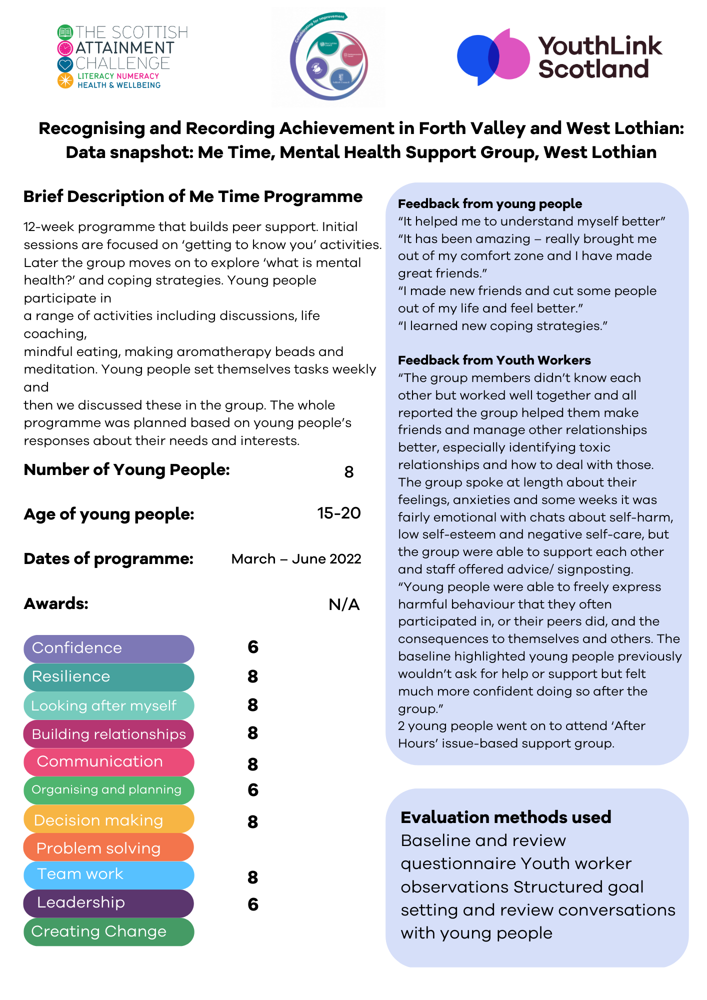 THE SCOTTISH
ATTAINMENT
CHALLENGE
LITERACY NUMERACY
HEALTH & WELLBEING
Collaborating for Improvement
YouthLink
Scotland
Recognising and Recording Achievement in Forth Valley and West Lothian:
Data snapshot: Me Time, Mental Health Support Group, West Lothian
Brief Description of Me Time Programme
12-week programme that builds peer support. Initial
sessions are focused on ‘getting to know you’ activities.
Later the group moves on to explore ‘what is mental
health?’ and coping strategies. Young people
participate in
a range of activities including discussions, life
coaching,
mindful eating, making aromatherapy beads and
meditation. Young people set themselves tasks weekly
and
then we discussed these in the group. The whole
programme was planned based on young people’s
responses about their needs and interests.
Number of Young People: 8
Age of young people: 15-20
Dates of programme: March – June 2022
Awards: N/A
Confidence 6
Resilience 8
Looking after myself 8
Building relationships 8
Communication 8
Organising and planning 6
Decision making 8
Problem solving
Team work 8
Leadership 6
Creating Change
Feedback from young people
“It helped me to understand myself better”
“It has been amazing – really brought me
out of my comfort zone and I have made
great friends.”
“I made new friends and cut some people
out of my life and feel better.”
“I learned new coping strategies.”
Feedback from Youth Workers
“The group members didn’t know each
other but worked well together and all
reported the group helped them make
friends and manage other relationships
better, especially identifying toxic
relationships and how to deal with those.
The group spoke at length about their
feelings, anxieties and some weeks it was
fairly emotional with chats about self-harm,
low self-esteem and negative self-care, but
the group were able to support each other
and staff offered advice/ signposting.
“Young people were able to freely express
harmful behaviour that they often
participated in, or their peers did, and the
consequences to themselves and others. The
baseline highlighted young people previously
wouldn’t ask for help or support but felt
much more confident doing so after the
group.”
2 young people went on to attend ‘After
Hours’ issue-based support group.
Evaluation methods used
Baseline and review
questionnaire Youth worker
observations Structured goal
setting and review conversations
with young people